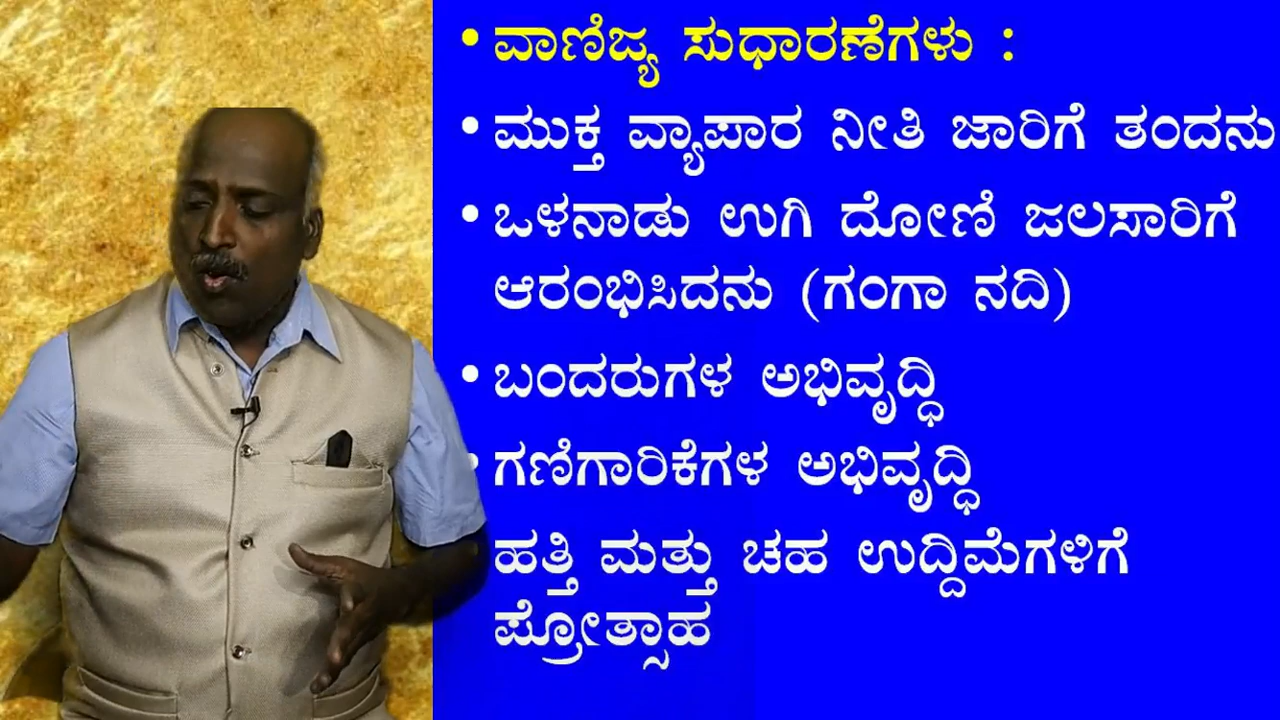 • ವಾಣಿಜ್ಯ ಸುಧಾರಣೆಗಳು :
• ಮುಕ್ತ ವ್ಯಾಪಾರ ನೀತಿ ಜಾರಿಗೆ ತಂದನು
• ಒಳನಾಡು ಉಗಿ ದೋಣಿ ಜಲಸಾರಿಗೆ
ಆರಂಭಿಸಿದನು (ಗಂಗಾ ನದಿ)
• ಬಂದರುಗಳ ಅಭಿವೃದ್ಧಿ
• ಗಣಿಗಾರಿಕೆಗಳ ಅಭಿವೃದ್ಧಿ
ಹತ್ತಿ ಮತ್ತು ಚಹ ಉದ್ದಿಮೆಗಳಿಗೆ
ಪ್ರೋತ್ಸಾಹ